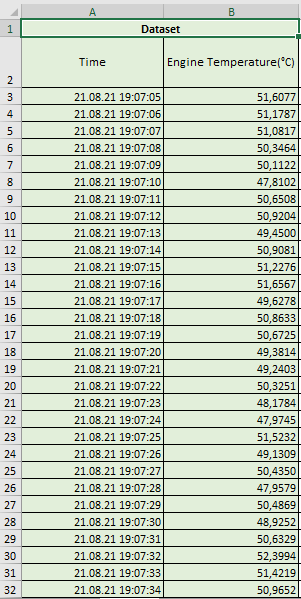 A B
1 Dataset
2 Time Engine Temperature(°C)
3 21.08.21 19:07:05 51,6077
4 21.08.21 19:07:06 51,1787
5 21.08.21 19:07:07 51,0817
6 21.08.21 19:07:08 50,3464
7 21.08.21 19:07:09 50,1122
8 21.08.21 19:07:10 47,8102
9 21.08.21 19:07:11 50,6508
10 21.08.21 19:07:12 50,9204
11 21.08.21 19:07:13 49,4500
12 21.08.21 19:07:14 50,9081
13 21.08.21 19:07:15 51,2276
14 21.08.21 19:07:16 51,6567
15 21.08.21 19:07:17 49,6278
16 21.08.21 19:07:18 50,8633
17 21.08.21 19:07:19 50,6725
18 21.08.21 19:07:20 49,3814
19 21.08.21 19:07:21 49,2403
20 21.08.21 19:07:22 50,3251
21 21.08.21 19:07:23 48,1784
22 21.08.21 19:07:24 47,9745
23 21.08.21 19:07:25 51,5232
24 21.08.21 19:07:26 49,1309
25 21.08.21 19:07:27 50,4350
26 21.08.21 19:07:28 47,9579
27 21.08.21 19:07:29 50,4869
28 21.08.21 19:07:30 48,9252
29 21.08.21 19:07:31 50,6329
30 21.08.21 19:07:32 52,3994
31 21.08.21 19:07:33 51,4219
32 21.08.21 19:07:34 50,9652